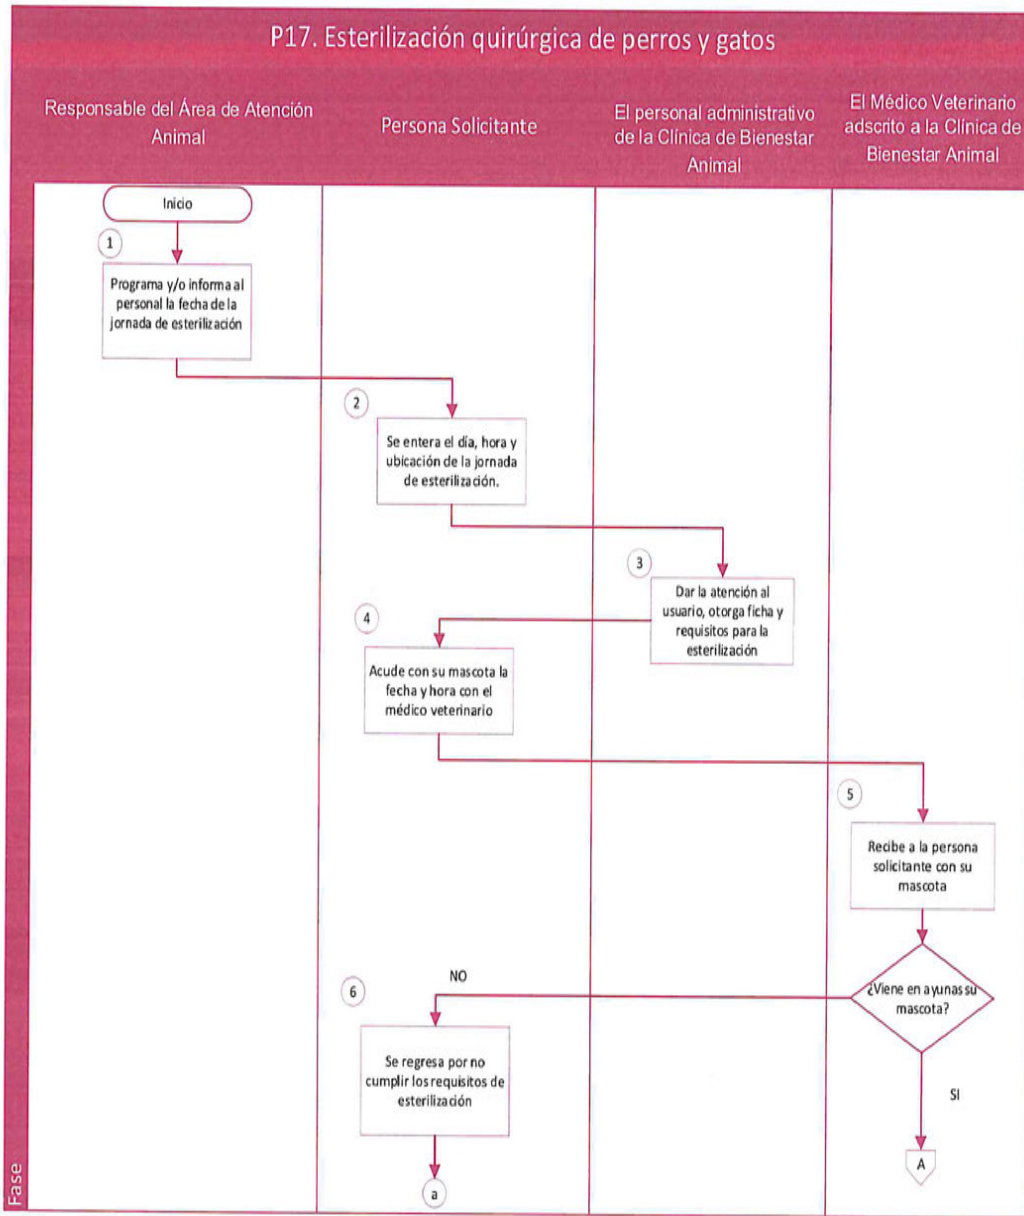 P17. Esterilización quirúrgica de perros y gatos
Responsable del Área de Atención
Animal
Persona Solicitante
El personal administrativo
de la Clínica de Bienestar
Animal
El Médico Veterinario
adscrito a la Clínica de
Bienestar Animal
Inicio
1
Programa y/o informa al
personal la fecha de la
jornada de esterilización
2
Se entera el día, hora y
ubicación de la jornada
de esterilización.
3
Dar la atención al
usuario, otorga ficha y
requisitos para la
esterilización
4
Acude con su mascota la
fecha y hora con el
médico veterinario
5
Recibe a la persona
solicitante con su
mascota
¿Viene en ayunas su
mascota?
NO
6
Se regresa por no
cumplir los requisitos de
esterilización
a
SI
A
Fase